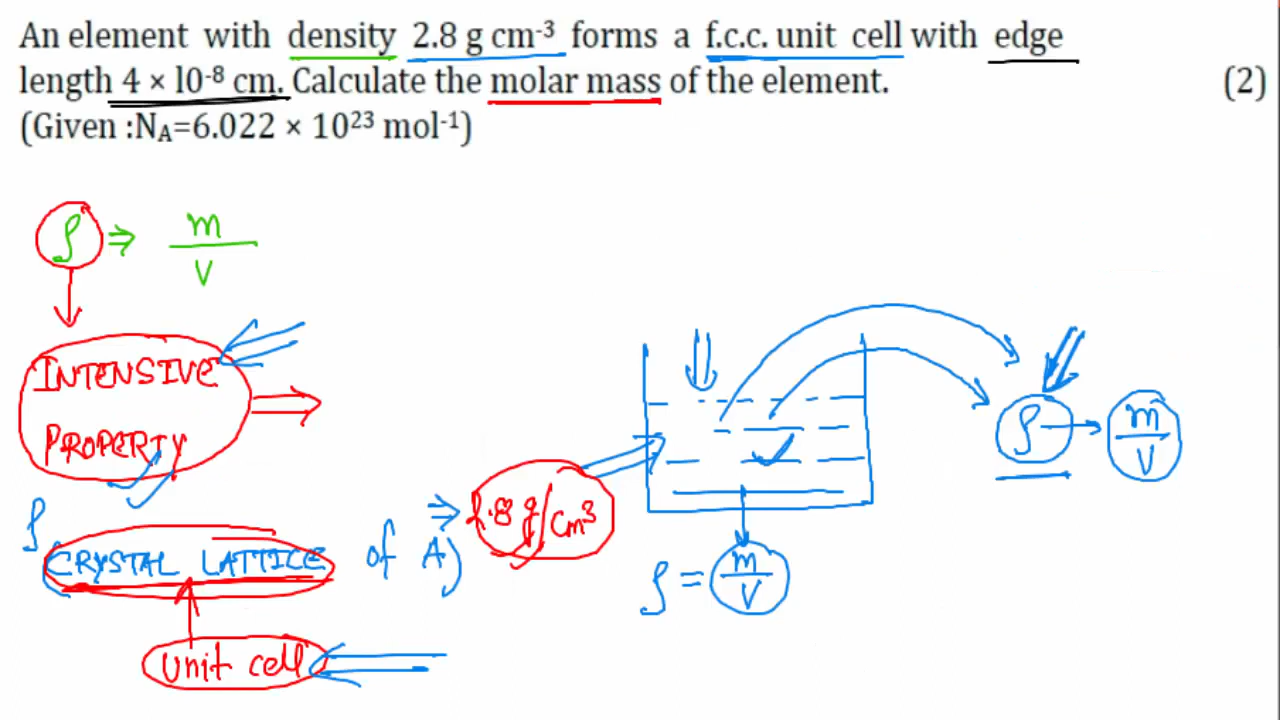 An element with density 2.8 g cm⁻³ forms a f.c.c. unit cell with edge
length 4 × 10⁻⁸ cm. Calculate the molar mass of the element. (2)
(Given :N_A=6.022 × 10²³ mol⁻¹)
ρ ⇒ m/V
INTENSIVE
PROPERTY
ρ
CRYSTAL LATTICE of A) ⇒ 2.8 g/cm³
unit cell
ρ = m/V
ρ → m/V